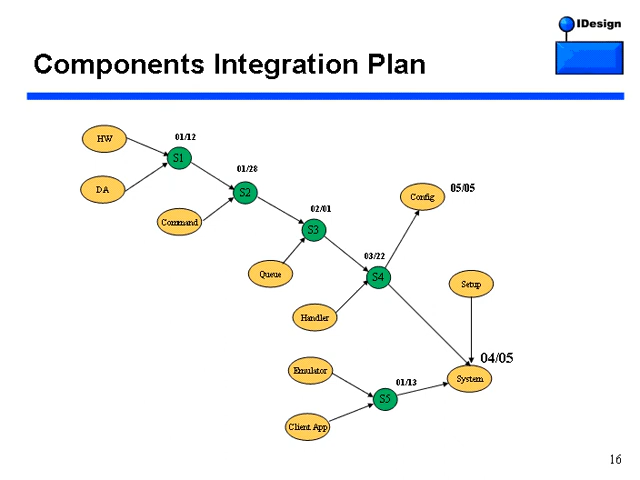 IDesign
Components Integration Plan
HW
01/12
S1
01/28
DA
S2
Command
02/01
S3
Config
05/05
Queue
03/22
S4
Setup
Handler
Emulator
04/05
01/13
System
S5
Client App
16